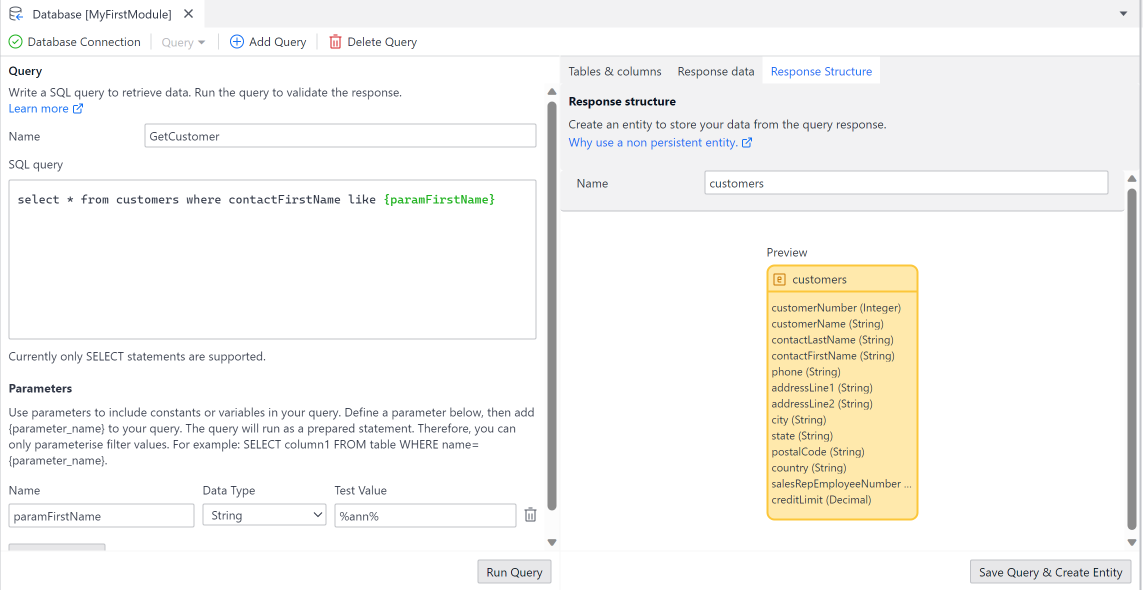 Database [MyFirstModule]
Database Connection
Query
Add Query
Delete Query
Query
Write a SQL query to retrieve data. Run the query to validate the response.
Learn more
Name
GetCustomer
SQL query
select * from customers where contactFirstName like {paramFirstName}
Currently only SELECT statements are supported.
Parameters
Use parameters to include constants or variables in your query. Define a parameter below, then add
{parameter_name} to your query. The query will run as a prepared statement. Therefore, you can
only parameterise filter values. For example: SELECT column1 FROM table WHERE name=
{parameter_name}.
Name Data Type Test Value
paramFirstName String %ann%
Run Query
Tables & columns Response data Response Structure
Response structure
Create an entity to store your data from the query response.
Why use a non persistent entity.
Name
customers
Preview
e customers
customerNumber (Integer)
customerName (String)
contactLastName (String)
contactFirstName (String)
phone (String)
addressLine1 (String)
addressLine2 (String)
city (String)
state (String)
postalCode (String)
country (String)
salesRepEmployeeNumber ...
creditLimit (Decimal)
Save Query & Create Entity